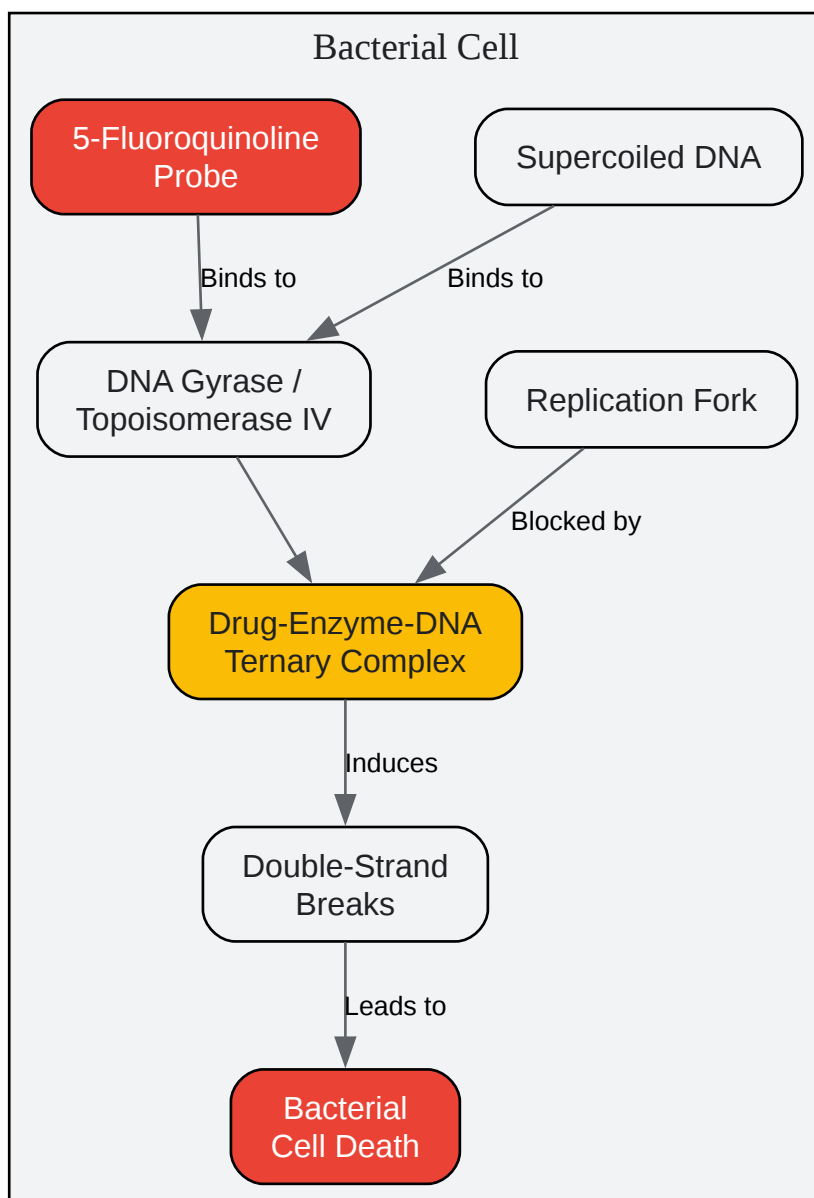 Bacterial Cell
5-Fluoroquinoline
Probe
Supercoiled DNA
Binds to
Binds to
DNA Gyrase /
Topoisomerase IV
Replication Fork
Blocked by
Drug-Enzyme-DNA
Ternary Complex
Induces
Double-Strand
Breaks
Leads to
Bacterial
Cell Death